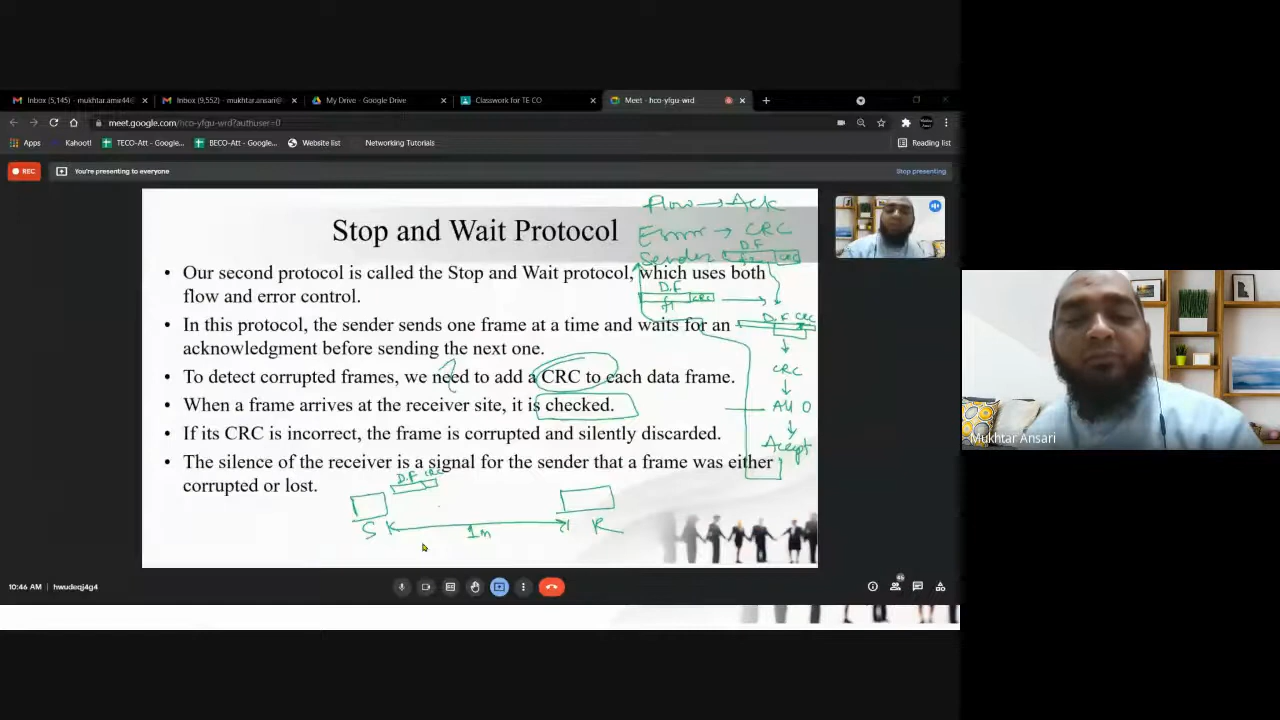 Inbox (5,145) - mukhtar.amir44@
Inbox (9,552) - mukhtar.ansari@
My Drive - Google Drive
Classwork for TE CO
Meet - hco-yfgu-wrd
meet.google.com/hco-yfgu-wrd?authuser=0
Apps
Kahoot!
TECO-Att - Google...
BECO-Att - Google...
Website list
Networking Tutorials
Reading list
REC
You're presenting to everyone
Stop presenting
Stop and Wait Protocol
Flow → Ack
Error → CRC
Sender
D.F
• Our second protocol is called the Stop and Wait protocol, which uses both
flow and error control.
D.F
CRC
• In this protocol, the sender sends one frame at a time and waits for an
acknowledgment before sending the next one.
D.F CRC
• To detect corrupted frames, we need to add a CRC to each data frame.
CRC
• When a frame arrives at the receiver site, it is checked.
All 0
• If its CRC is incorrect, the frame is corrupted and silently discarded.
Accept
• The silence of the receiver is a signal for the sender that a frame was either
corrupted or lost.
D.F CRC
S
1m
R
10:46 AM
hwudeqj4g4
Mukhtar Ansari